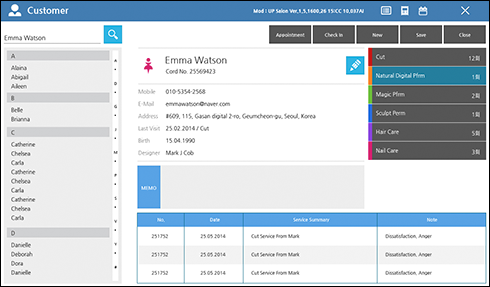 Customer
Mod : UP Salon Ver,1,5,1600,26 15:CC 10,037AI
Emma Watson
Appointment Check in New Save Close
A
Alaina
Abigail
Aileen
B
Belle
Brianna
C
Catherine
Chelsea
Carla
Catherine
Chelsea
Carla
Catherine
Chelsea
Carla
D
Danielle
Deborah
Dora
Danielle
A
D
G
J
M
P
S
V
Y
Emma Watson
Cord No. 25569423
Mobile 010-5354-2568
E-Mail emmawatson@naver.com
Address #609, 115, Gasan digital 2-ro, Geumcheon-gu, Seoul, Korea
Last Visit 25.02 2014 / Cut
Birth 15.04.1990
Designer Mark J Cob
Cut 12회
Natural Digital Pfrm 1회
Magic Pfrm 2회
Sculpt Perm 1회
Hair Care 5회
Nail Care 3회
MEMO
No. Date Service Summary Note
251752 25.05.2014 Cut Service From Mark Dissatisfaction, Anger
251752 25.05.2014 Cut Service From Mark Dissatisfaction, Anger
251752 25.05.2014 Cut Service From Mark Dissatisfaction, Anger